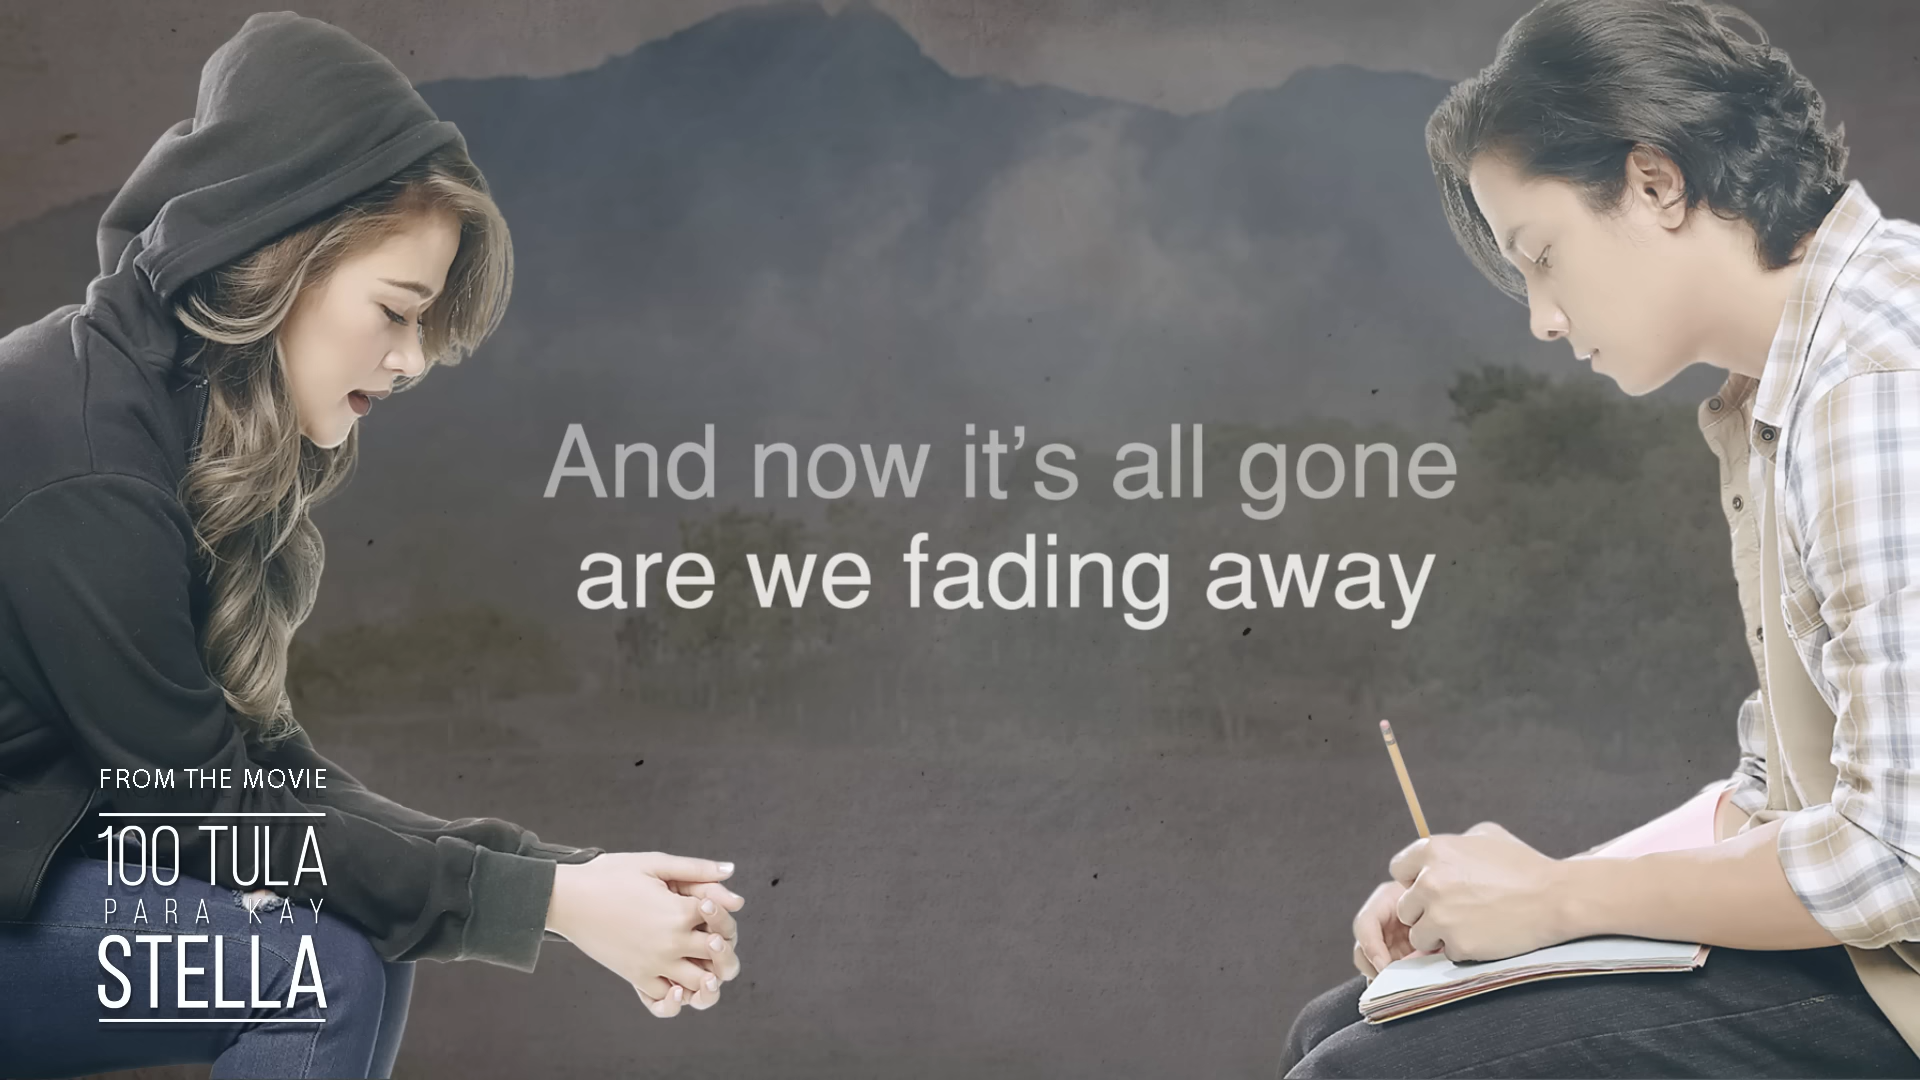 And now it’s all gone
are we fading away
FROM THE MOVIE
100 TULA
PARA KAY
STELLA